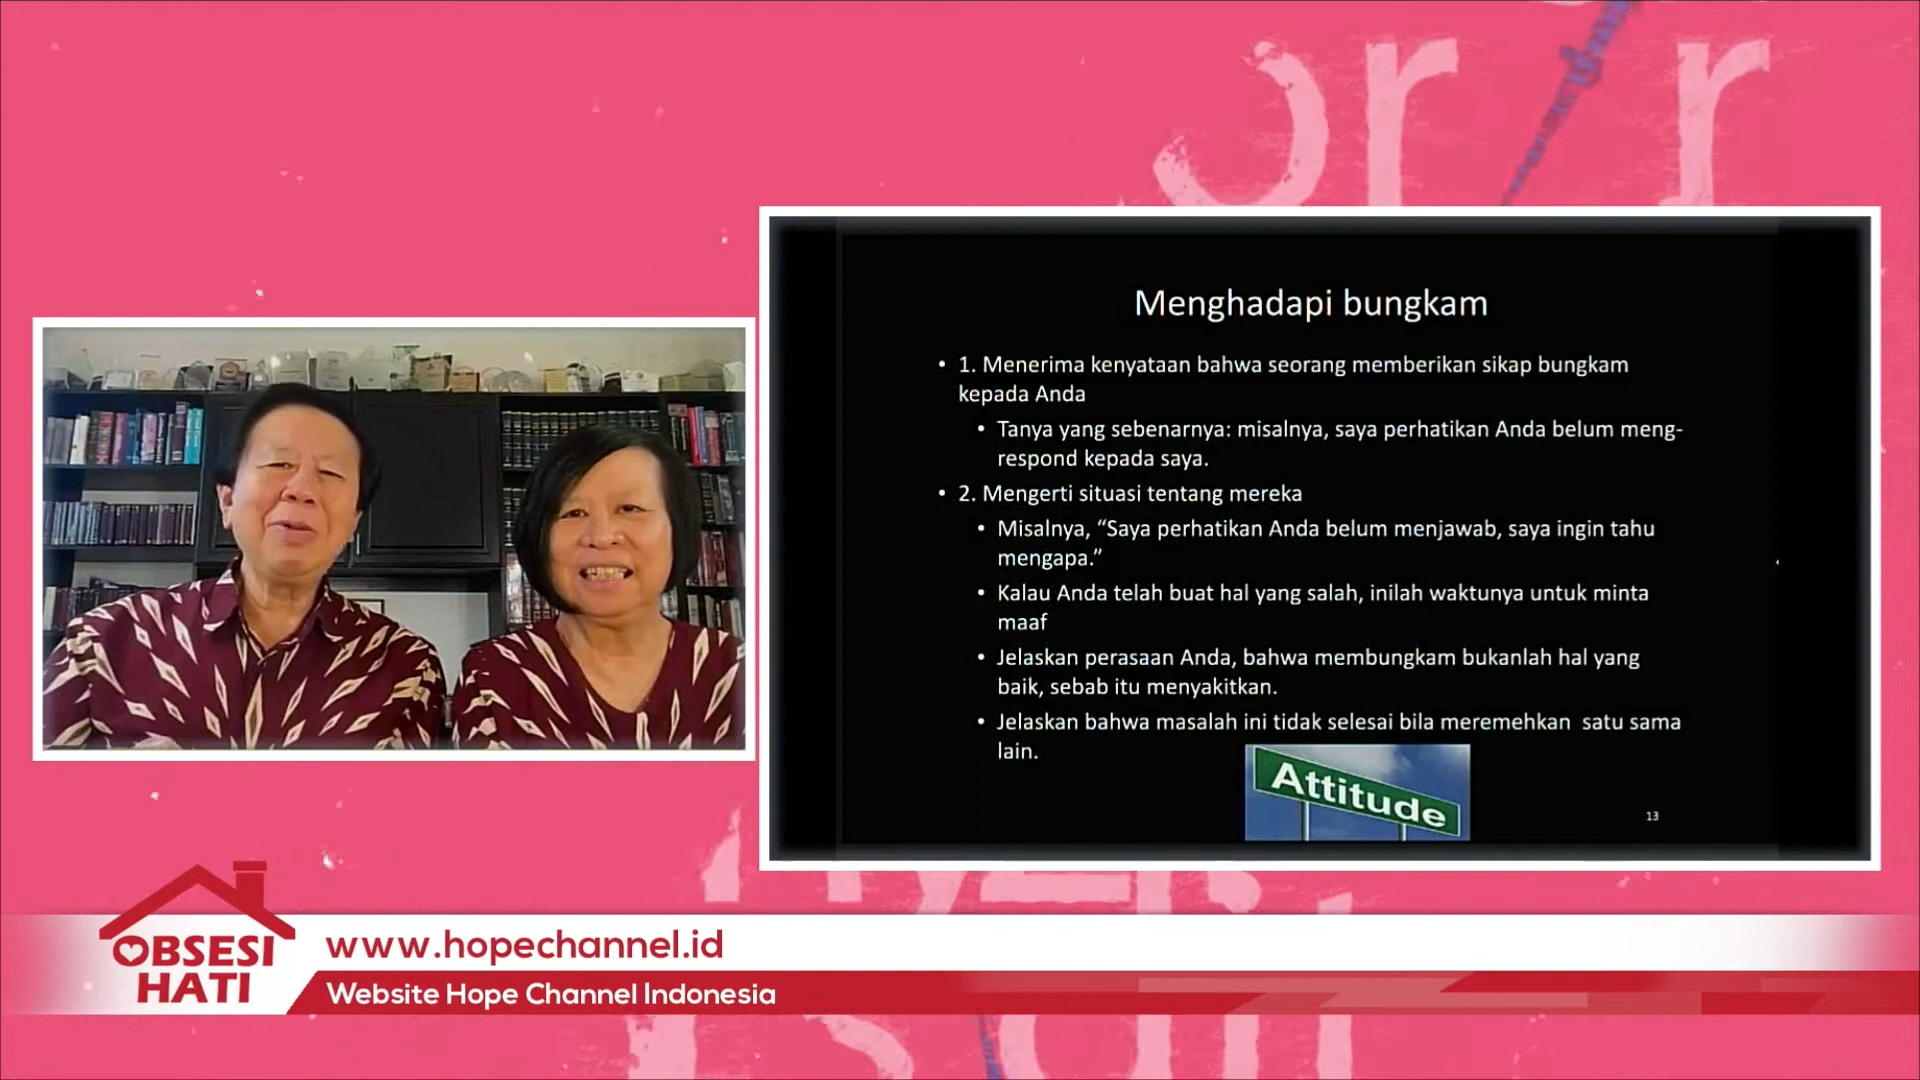 Menghadapi bungkam
• 1. Menerima kenyataan bahwa seorang memberikan sikap bungkam
kepada Anda
• Tanya yang sebenarnya: misalnya, saya perhatikan Anda belum meng-
respond kepada saya.
• 2. Mengerti situasi tentang mereka
• Misalnya, “Saya perhatikan Anda belum menjawab, saya ingin tahu
mengapa.”
• Kalau Anda telah buat hal yang salah, inilah waktunya untuk minta
maaf
• Jelaskan perasaan Anda, bahwa membungkam bukanlah hal yang
baik, sebab itu menyakitkan.
• Jelaskan bahwa masalah ini tidak selesai bila meremehkan  satu sama
lain.
Attitude
13
OBSESI
HATI
www.hopechannel.id
Website Hope Channel Indonesia